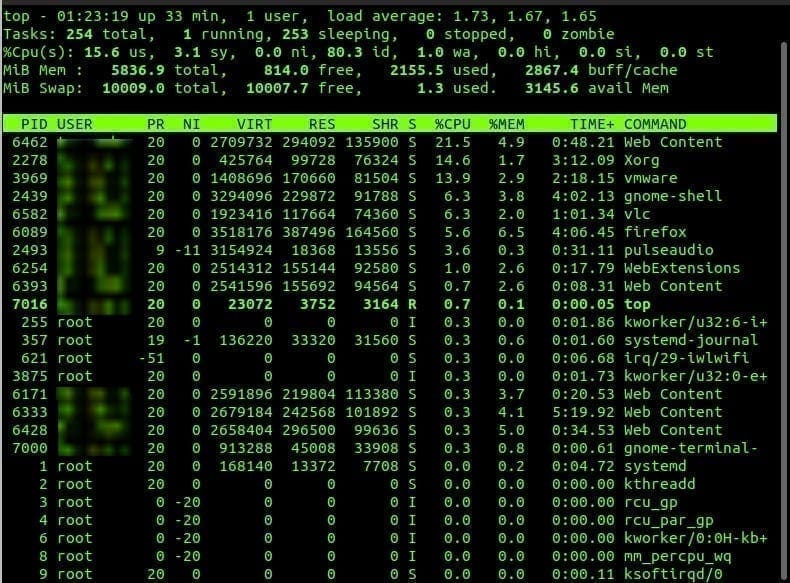 top - 01:23:19 up 33 min,  1 user,  load average: 1.73, 1.67, 1.65
Tasks: 254 total,   1 running, 253 sleeping,   0 stopped,   0 zombie
%Cpu(s): 15.6 us,  3.1 sy,  0.0 ni, 80.3 id,  1.0 wa,  0.0 hi,  0.0 si,  0.0 st
MiB Mem :   5836.9 total,    814.0 free,   2155.5 used,   2867.4 buff/cache
MiB Swap:  10009.0 total,  10007.7 free,      1.3 used.   3145.6 avail Mem
PID USER      PR  NI    VIRT    RES    SHR S  %CPU  %MEM     TIME+ COMMAND
6462 20 0 2709732 294092 135900 S 21.5 4.9 0:48.21 Web Content
2278 20 0 425764 99728 76324 S 14.6 1.7 3:12.09 Xorg
3969 20 0 1408696 170660 81504 S 13.9 2.9 2:18.15 vmware
2439 20 0 3294096 229872 91788 S 6.3 3.8 4:02.13 gnome-shell
6582 20 0 1923416 117664 74360 S 6.3 2.0 1:01.34 vlc
6089 20 0 3518176 387496 164560 S 5.6 6.5 4:06.45 firefox
2493 9 -11 3154924 18368 13556 S 3.6 0.3 0:31.11 pulseaudio
6254 20 0 2514312 155144 92580 S 1.0 2.6 0:17.79 WebExtensions
6393 20 0 2541596 155692 94564 S 0.7 2.6 0:08.31 Web Content
7016 20 0 23072 3752 3164 R 0.7 0.1 0:00.05 top
255 root 20 0 0 0 0 I 0.3 0.0 0:01.86 kworker/u32:6-i+
357 root 19 -1 136220 33320 31560 S 0.3 0.6 0:01.60 systemd-journal
621 root -51 0 0 0 0 S 0.3 0.0 0:06.68 irq/29-iwlwifi
3875 root 20 0 0 0 0 I 0.3 0.0 0:01.73 kworker/u32:0-e+
6171 20 0 2591896 219804 113380 S 0.3 3.7 0:20.53 Web Content
6333 20 0 2679184 242568 101892 S 0.3 4.1 5:19.92 Web Content
6428 20 0 2658404 296500 99636 S 0.3 5.0 0:34.53 Web Content
7000 20 0 913288 45008 33908 S 0.3 0.8 0:00.61 gnome-terminal-
1 root 20 0 168140 13372 7708 S 0.0 0.2 0:04.72 systemd
2 root 20 0 0 0 0 S 0.0 0.0 0:00.00 kthreadd
3 root 0 -20 0 0 0 I 0.0 0.0 0:00.00 rcu_gp
4 root 0 -20 0 0 0 I 0.0 0.0 0:00.00 rcu_par_gp
6 root 0 -20 0 0 0 I 0.0 0.0 0:00.00 kworker/0:0H-kb+
8 root 0 -20 0 0 0 I 0.0 0.0 0:00.00 mm_percpu_wq
9 root 20 0 0 0 0 S 0.0 0.0 0:00.11 ksoftirqd/0